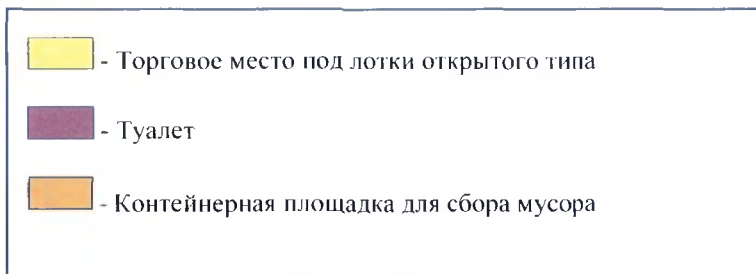 - Торговое место под лотки открытого типа
- Туалет
- Контейнерная площадка для сбора мусора